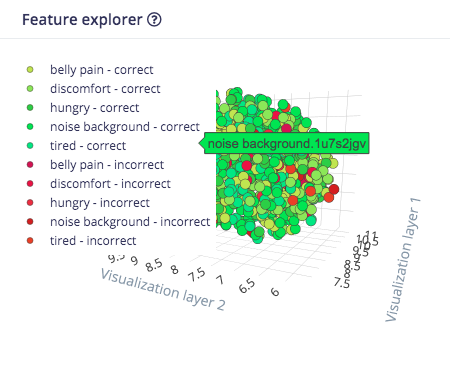 Feature explorer
belly pain - correct
discomfort - correct
hungry - correct
noise background - correct
tired - correct
belly pain - incorrect
discomfort - incorrect
hungry - incorrect
noise background - incorrect
tired - incorrect
noise background.1u7s2jgv
9.5
9
8.5
8
7.5
7
6.5
6
Visualization layer 2
11
10.5
10
9.5
9
8.5
8
7.5
Visualization layer 1